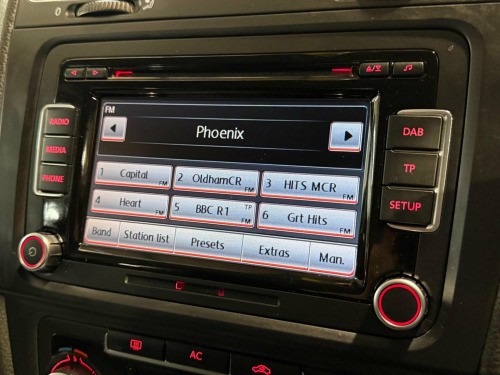 RADIO
MEDIA
PHONE
FM
Phoenix
1 Capital FM
2 OldhamCR FM
3 HITS MCR FM
4 Heart FM
5 BBC R1 TP FM
6 Grt Hits FM
Band Station list Presets Extras Man.
DAB
TP
SETUP
AC